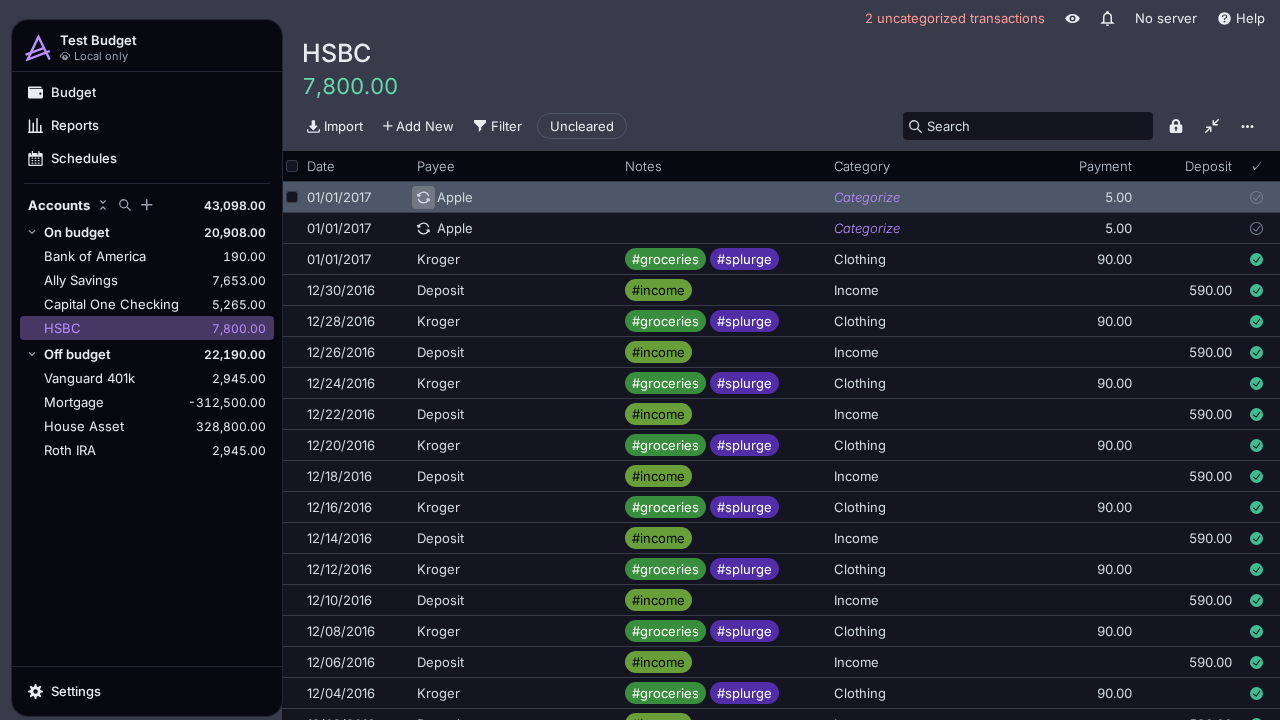 2 uncategorized transactions No server Help
Test Budget
Local only
Budget
Reports
Schedules
Accounts 43,098.00
On budget 20,908.00
Bank of America 190.00
Ally Savings 7,653.00
Capital One Checking 5,265.00
HSBC 7,800.00
Off budget 22,190.00
Vanguard 401k 2,945.00
Mortgage -312,500.00
House Asset 328,800.00
Roth IRA 2,945.00
Settings
HSBC
7,800.00
Import Add New Filter Uncleared Search
Date Payee Notes Category Payment Deposit ✓
01/01/2017 Apple Categorize 5.00
01/01/2017 Apple Categorize 5.00
01/01/2017 Kroger #groceries #splurge Clothing 90.00
12/30/2016 Deposit #income Income 590.00
12/28/2016 Kroger #groceries #splurge Clothing 90.00
12/26/2016 Deposit #income Income 590.00
12/24/2016 Kroger #groceries #splurge Clothing 90.00
12/22/2016 Deposit #income Income 590.00
12/20/2016 Kroger #groceries #splurge Clothing 90.00
12/18/2016 Deposit #income Income 590.00
12/16/2016 Kroger #groceries #splurge Clothing 90.00
12/14/2016 Deposit #income Income 590.00
12/12/2016 Kroger #groceries #splurge Clothing 90.00
12/10/2016 Deposit #income Income 590.00
12/08/2016 Kroger #groceries #splurge Clothing 90.00
12/06/2016 Deposit #income Income 590.00
12/04/2016 Kroger #groceries #splurge Clothing 90.00